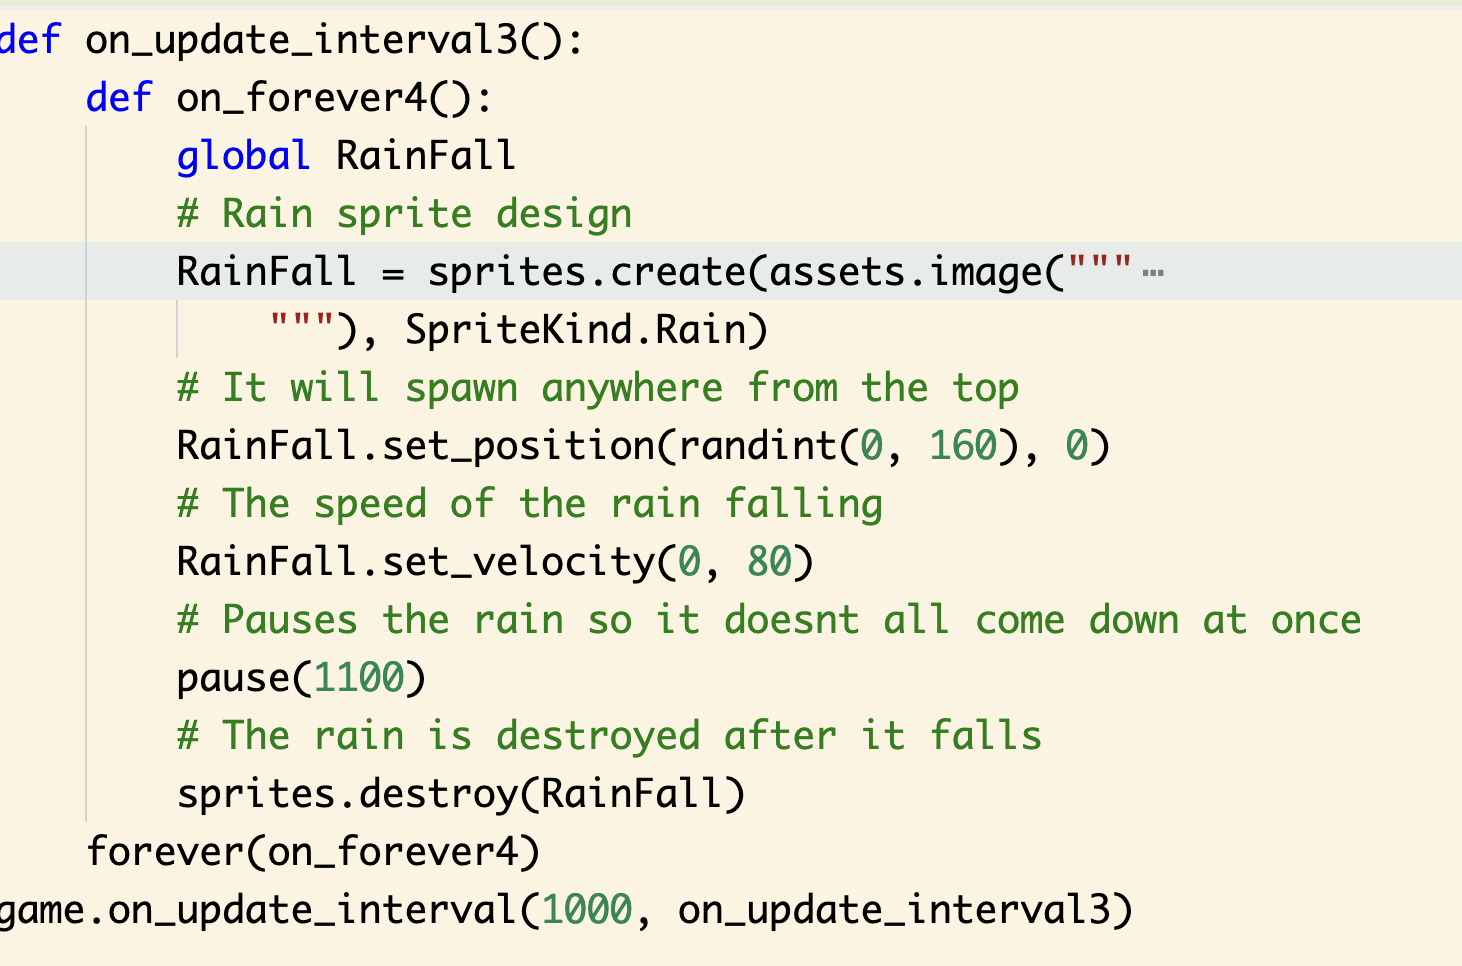 def on_update_interval3():
    def on_forever4():
        global RainFall
        # Rain sprite design
        RainFall = sprites.create(assets.image("""…
            """), SpriteKind.Rain)
        # It will spawn anywhere from the top
        RainFall.set_position(randint(0, 160), 0)
        # The speed of the rain falling
        RainFall.set_velocity(0, 80)
        # Pauses the rain so it doesnt all come down at once
        pause(1100)
        # The rain is destroyed after it falls
        sprites.destroy(RainFall)
    forever(on_forever4)
game.on_update_interval(1000, on_update_interval3)